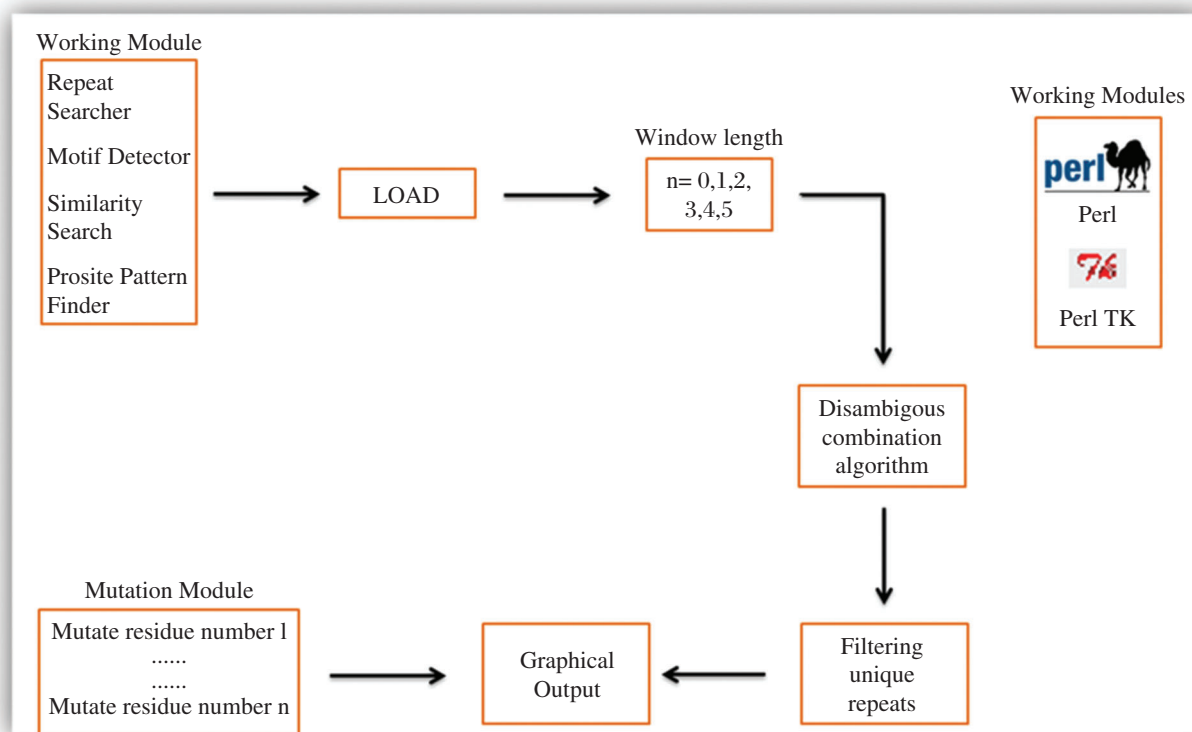 Working Module
Repeat
Searcher
Motif Detector
Similarity
Search
Prosite Pattern
Finder
LOAD
Window length
n= 0,1,2,
3,4,5
Working Modules
perl
Perl
Tk
Perl TK
Disambigous
combination
algorithm
Mutation Module
Mutate residue number l
......
......
Mutate residue number n
Graphical
Output
Filtering
unique
repeats